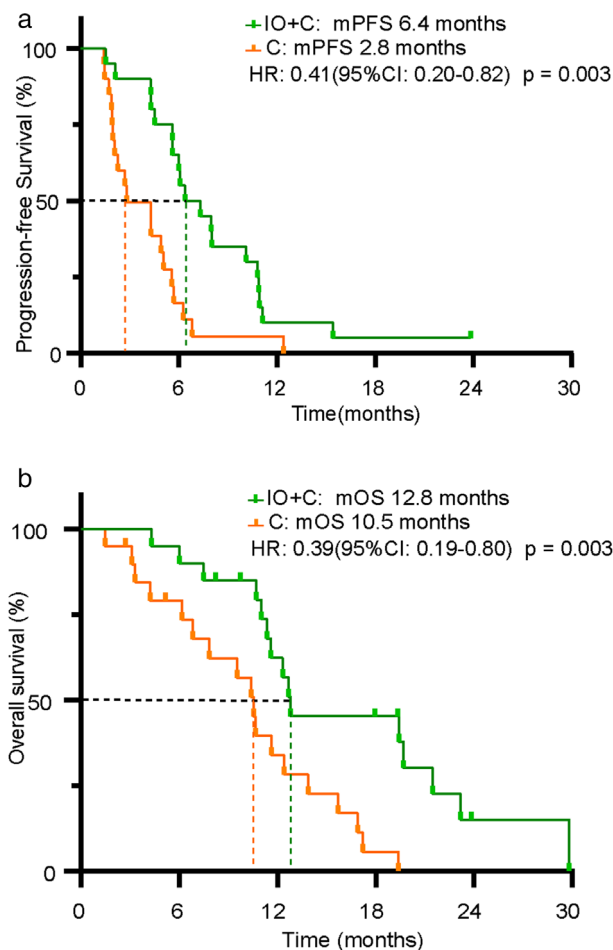 a
IO+C: mPFS 6.4 months
C: mPFS 2.8 months
HR: 0.41(95%CI: 0.20-0.82) p = 0.003
Progression-free Survival (%)
100
50
0
0 6 12 18 24 30
Time(months)
b
IO+C: mOS 12.8 months
C: mOS 10.5 months
HR: 0.39(95%CI: 0.19-0.80) p = 0.003
Overall survival (%)
100
50
0
0 6 12 18 24 30
Time (months)